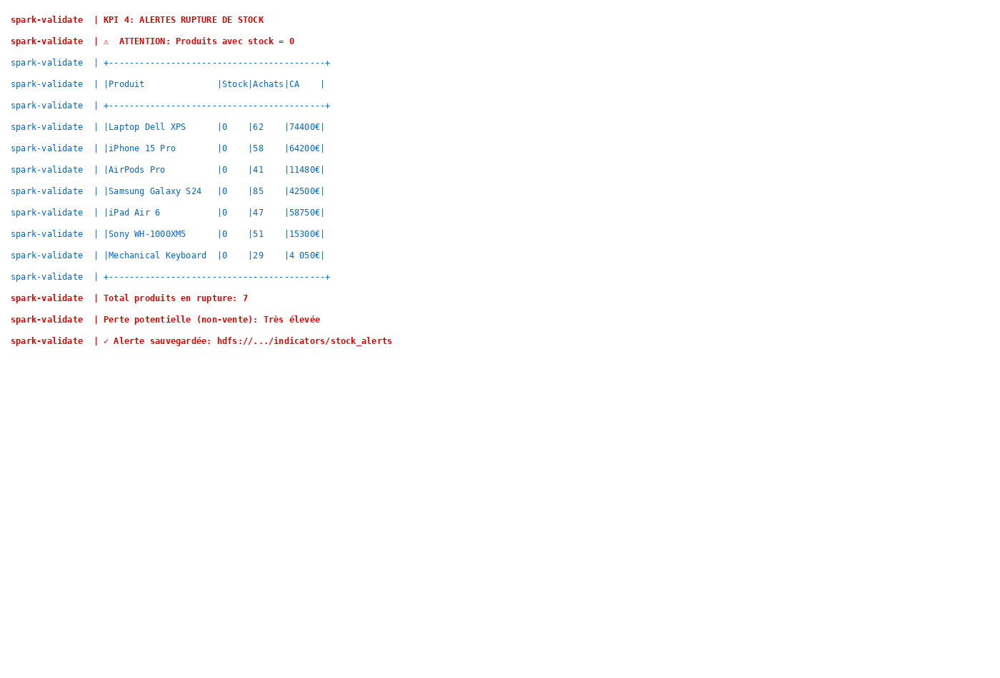 spark-validate  | KPI 4: ALERTES RUPTURE DE STOCK
spark-validate  | ⚠  ATTENTION: Produits avec stock = 0
spark-validate  | +------------------------------------------+
spark-validate  | |Produit              |Stock|Achats|CA    |
spark-validate  | +------------------------------------------+
spark-validate  | |Laptop Dell XPS      |0    |62    |74400€|
spark-validate  | |iPhone 15 Pro        |0    |58    |64200€|
spark-validate  | |AirPods Pro          |0    |41    |11480€|
spark-validate  | |Samsung Galaxy S24   |0    |85    |42500€|
spark-validate  | |iPad Air 6           |0    |47    |58750€|
spark-validate  | |Sony WH-1000XM5      |0    |51    |15300€|
spark-validate  | |Mechanical Keyboard  |0    |29    |4 050€|
spark-validate  | +------------------------------------------+
spark-validate  | Total produits en rupture: 7
spark-validate  | Perte potentielle (non-vente): Très élevée
spark-validate  | ✓ Alerte sauvegardée: hdfs://.../indicators/stock_alerts